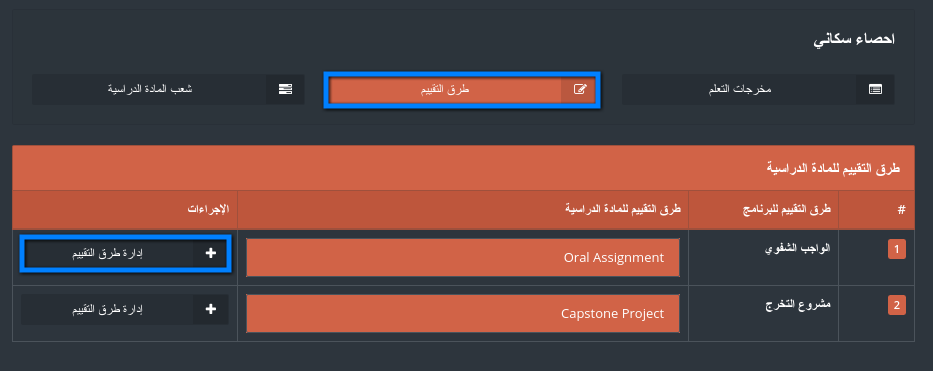 احصاء سكاني
مخرجات التعلم
طرق التقييم
شعب المادة الدراسية
طرق التقييم للمادة الدراسية
# طرق التقييم للبرنامج طرق التقييم للمادة الدراسية الإجراءات
1 الواجب الشفوي Oral Assignment إدارة طرق التقييم
2 مشروع التخرج Capstone Project إدارة طرق التقييم